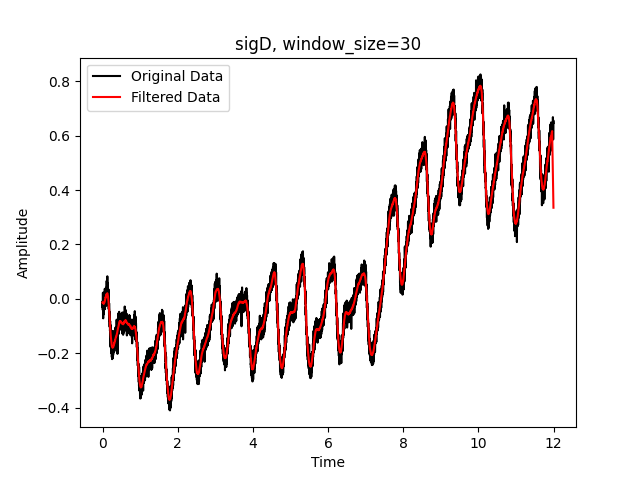 sigD, window_size=30
Original Data
Filtered Data
Amplitude
0.8
0.6
0.4
0.2
0.0
−0.2
−0.4
0 2 4 6 8 10 12
Time